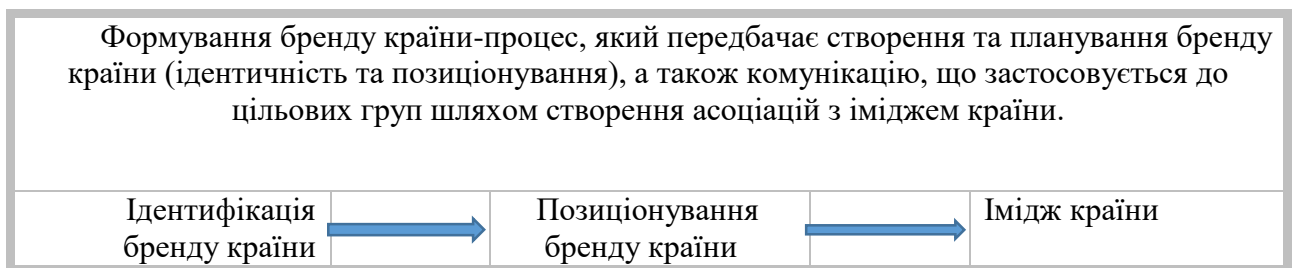 Формування бренду країни-процес, який передбачає створення та планування бренду
країни (ідентичність та позиціонування), а також комунікацію, що застосовується до
цільових груп шляхом створення асоціацій з іміджем країни.
Ідентифікація
бренду країни
Позиціонування
бренду країни
Імідж країни